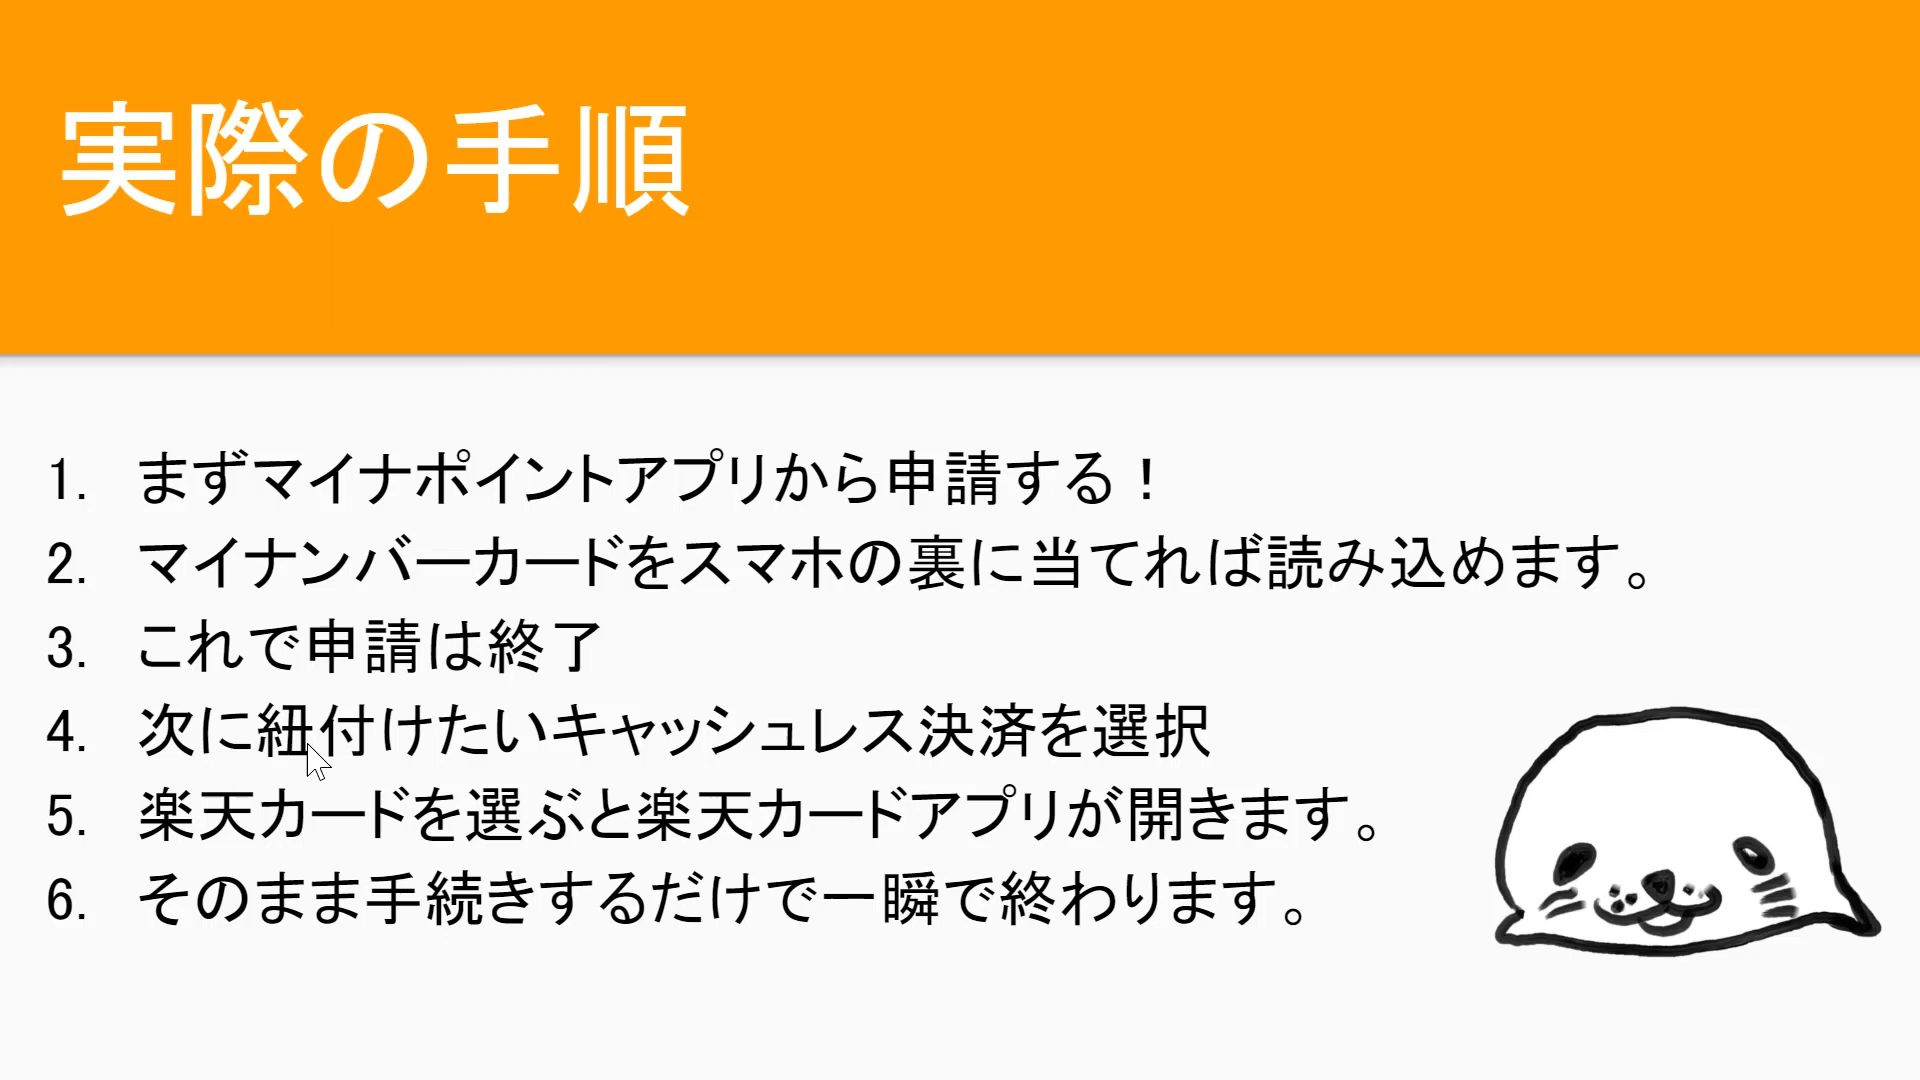 実際の手順
1. まずマイナポイントアプリから申請する！
2. マイナンバーカードをスマホの裏に当てれば読み込めます。
3. これで申請は終了
4. 次に紐付けたいキャッシュレス決済を選択
5. 楽天カードを選ぶと楽天カードアプリが開きます。
6. そのまま手続きするだけで一瞬で終わります。